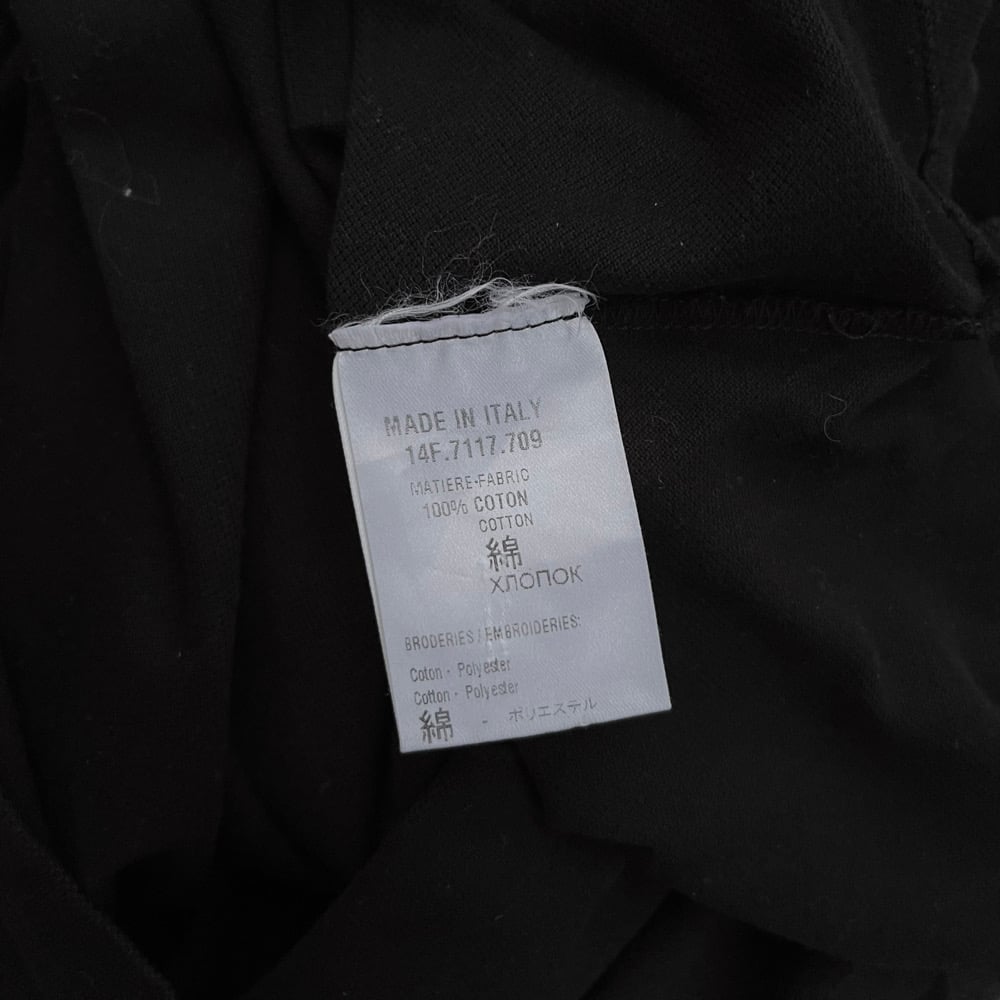 MADE IN ITALY
14F.7117.709
MATIERE·FABRIC
100% COTON
COTTON
綿
ХЛОПОК
BRODERIES / EMBROIDERIES:
Coton · Polyester
Cotton · Polyester
綿 - ポリエステル